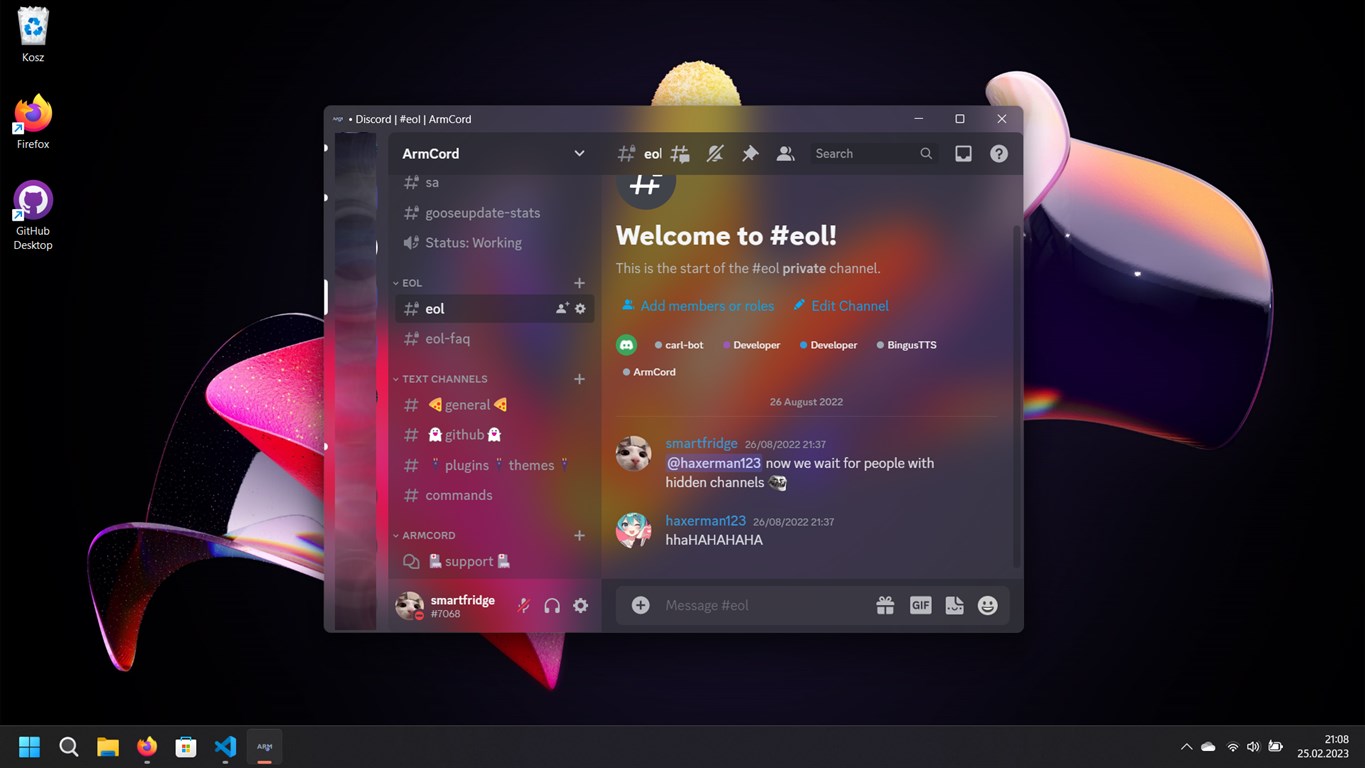 Kosz
Firefox
GitHub
Desktop
• Discord | #eol | ArmCord
ArmCord
eol
Search
sa
gooseupdate-stats
Status: Working
EOL
eol
eol-faq
TEXT CHANNELS
general
github
plugins themes
commands
ARMCORD
support
smartfridge
#7068
Welcome to #eol!
This is the start of the #eol private channel.
Add members or roles
Edit Channel
carl-bot
Developer
Developer
BingusTTS
ArmCord
26 August 2022
smartfridge 26/08/2022 21:37
@haxerman123 now we wait for people with
hidden channels
haxerman123 26/08/2022 21:37
hhaHAHAHAHA
Message #eol
GIF
ARM
21:08
25.02.2023